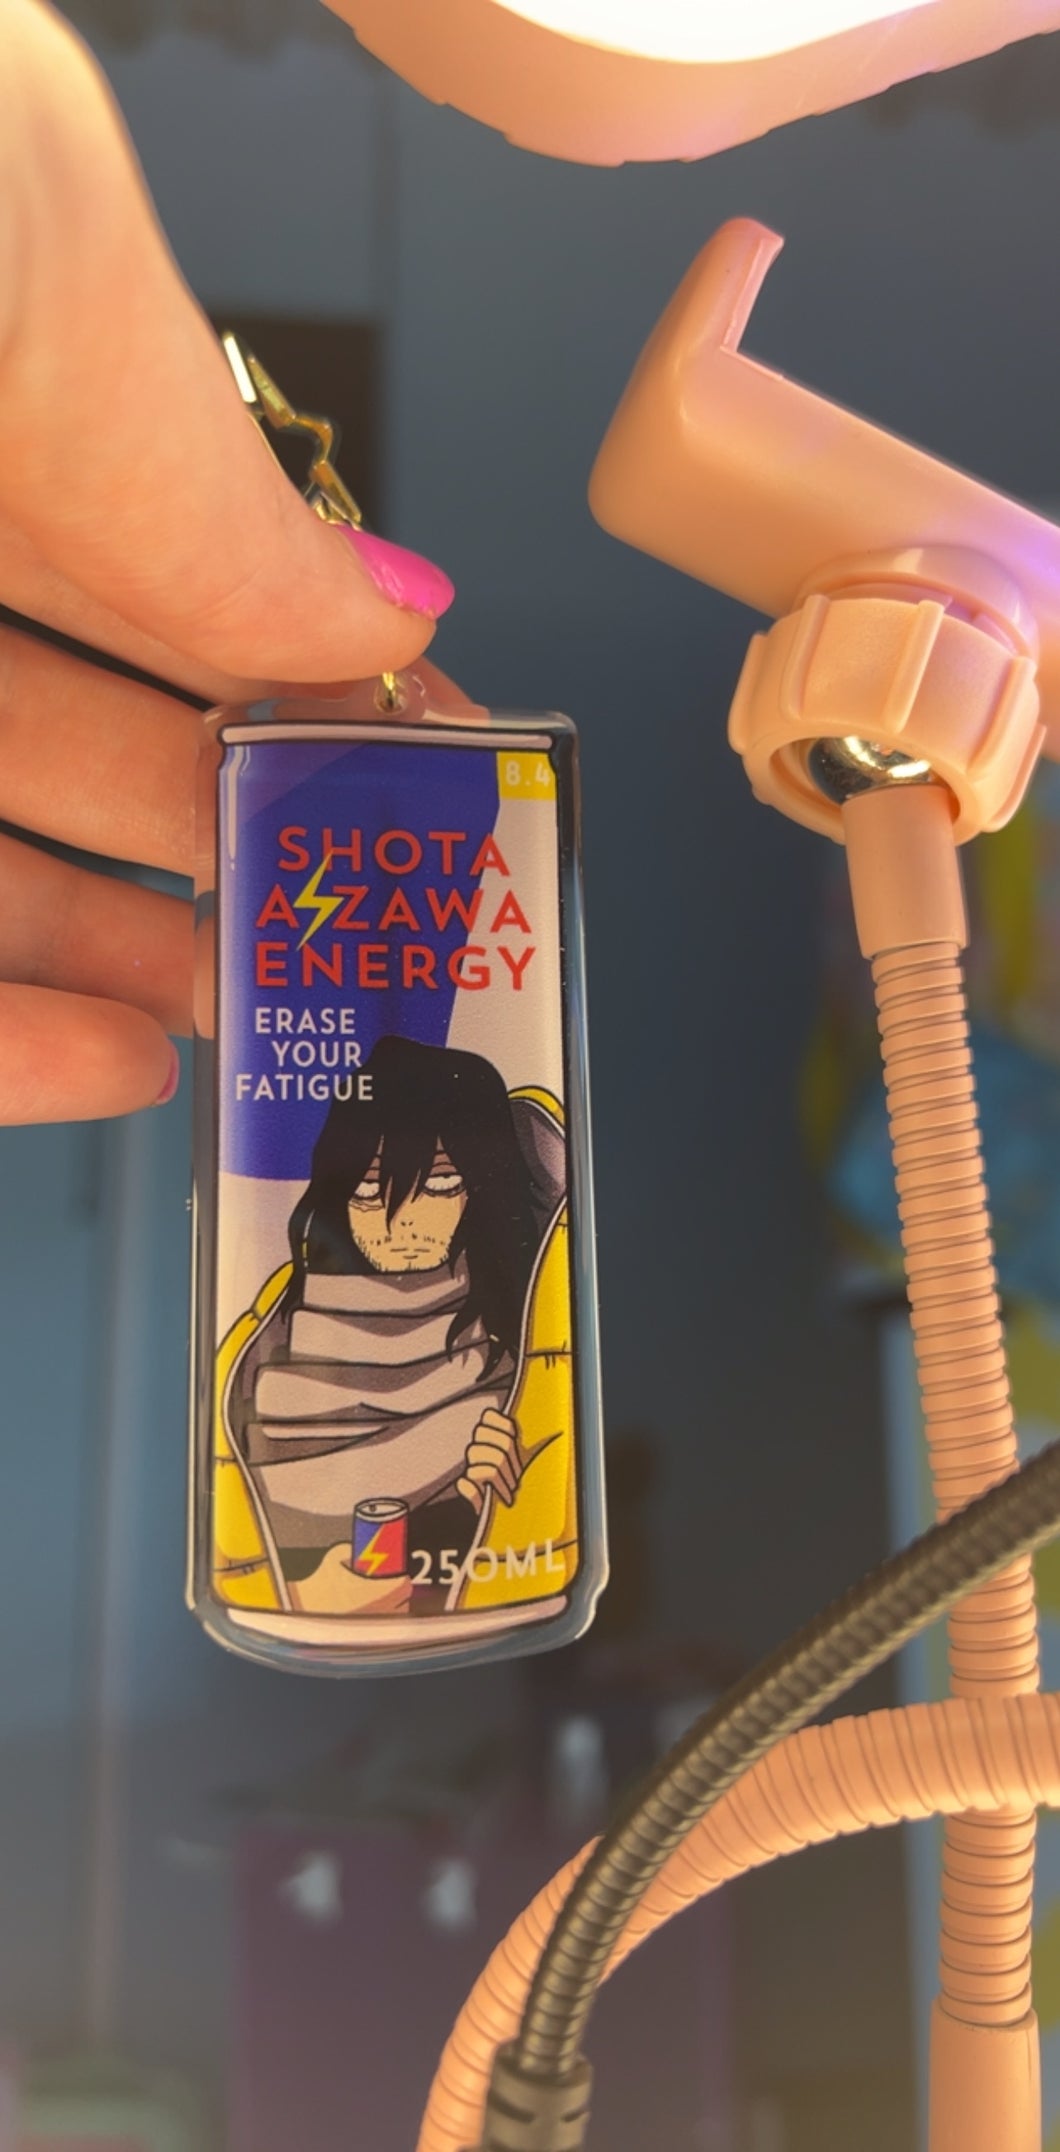 8.4
SHOTA
AIZAWA
ENERGY
ERASE
YOUR
FATIGUE
250ML